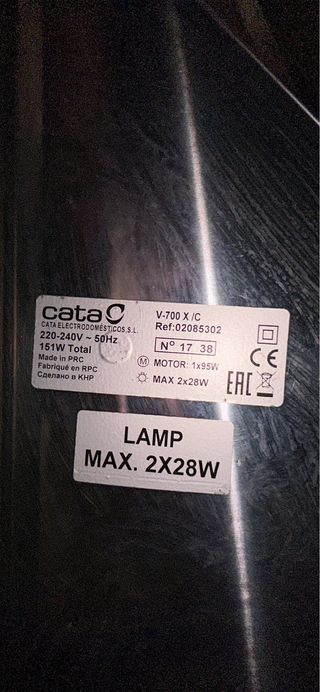 cata
CATA ELECTRODOMÉSTICOS, S.L.
220-240V ~ 50Hz
151W Total
Made in PRC
Fabriqué en RPC
Сделано в КНР
V-700 X /C
Ref:02085302
Nº 17 38
M MOTOR: 1x95W
MAX 2x28W
CE
EAC
LAMP
MAX. 2X28W